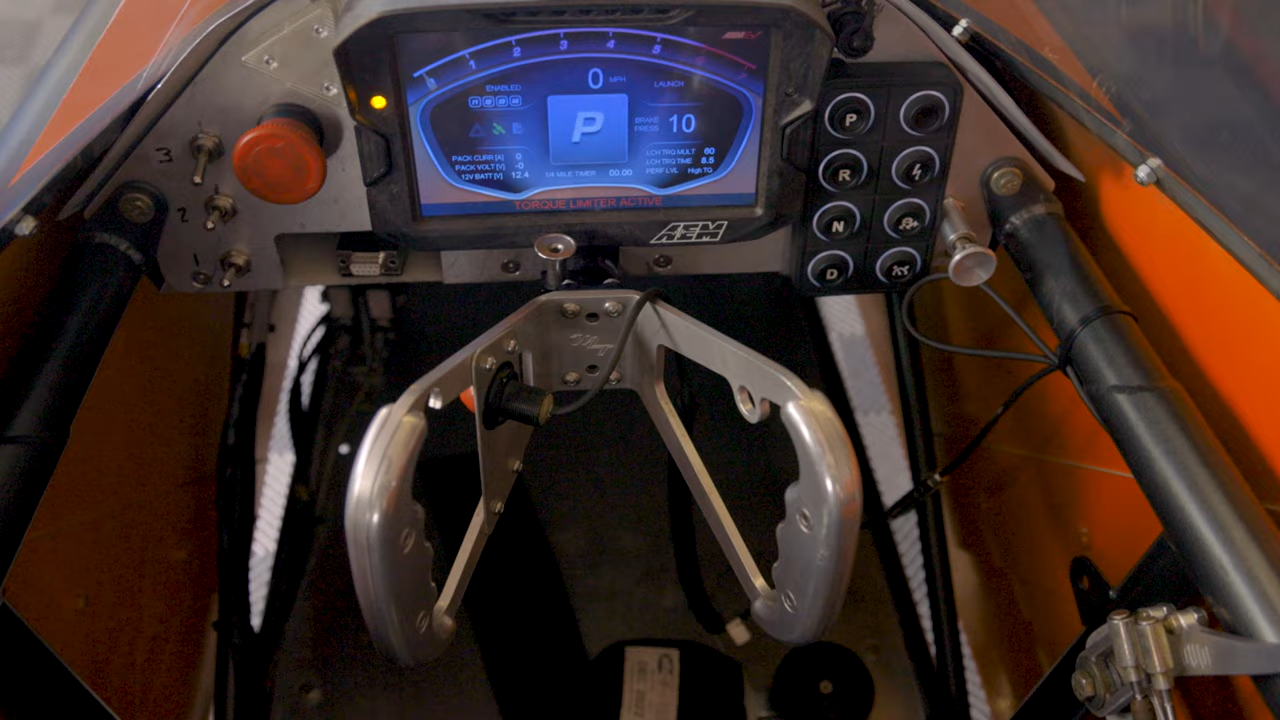 0 1 2 3 4 5
0 MPH
ENABLED
LAUNCH
P
BRAKE PRESS 10
PACK CURR [A] 0
PACK VOLT [V] -0
12V BATT [V] 12.4
1/4 MILE TIMER 00.00
LCH TRQ MULT 60
LCH TRQ TIME 8.5
PERF LVL High TQ
TORQUE LIMITER ACTIVE
AEM
P
R
N
D
3
2
1